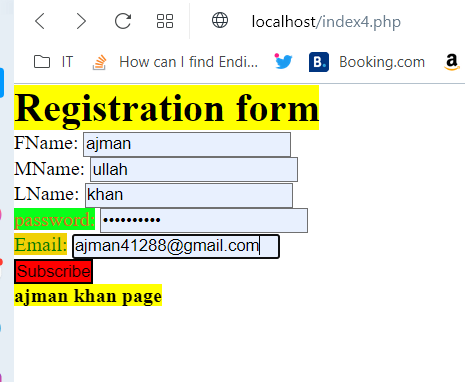 localhost/index4.php
IT How can I find Endi... B. Booking.com a
Registration form
FName: ajman
MName: ullah
LName: khan
password: ••••••••••
Email: ajman41288@gmail.com
Subscribe
ajman khan page